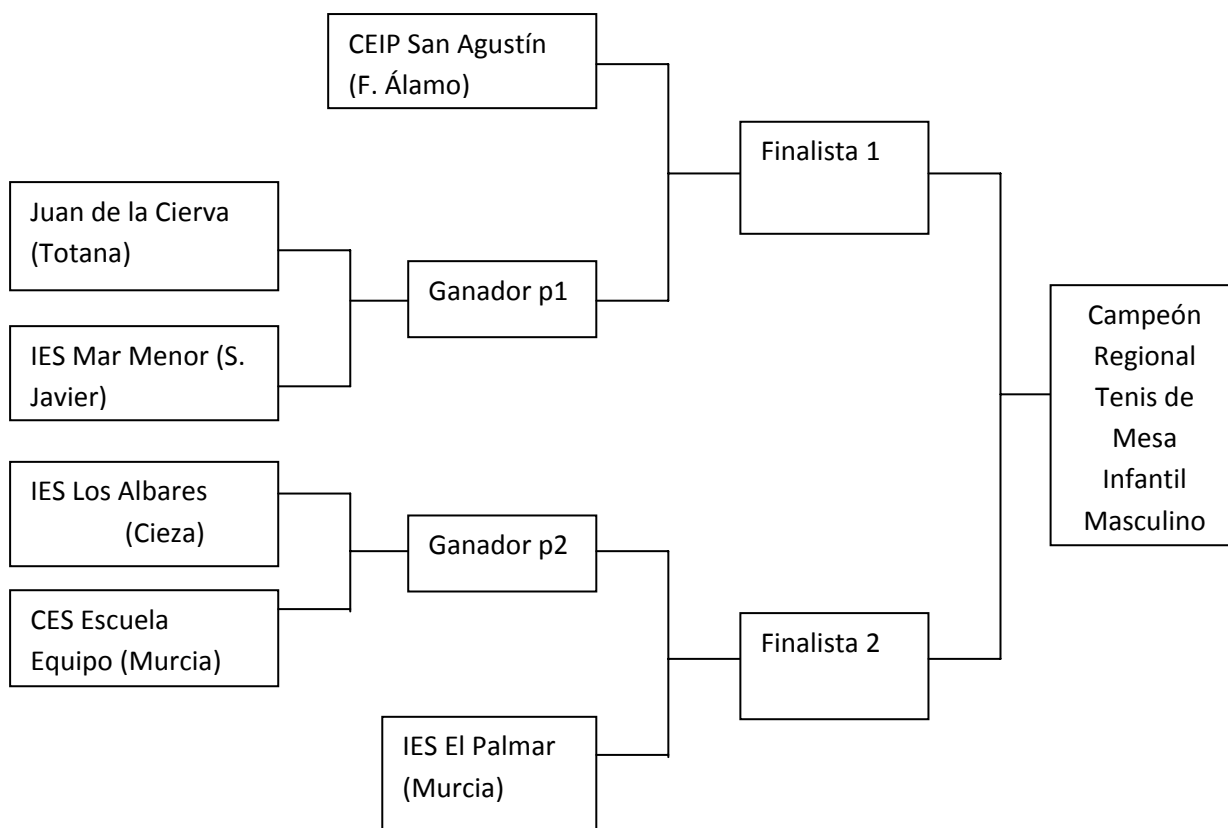 CEIP San Agustín
(F. Álamo)
Finalista 1
Juan de la Cierva
(Totana)
Ganador p1
IES Mar Menor (S.
Javier)
Campeón
Regional
Tenis de
Mesa
Infantil
Masculino
IES Los Albares
(Cieza)
Ganador p2
CES Escuela
Equipo (Murcia)
Finalista 2
IES El Palmar
(Murcia)